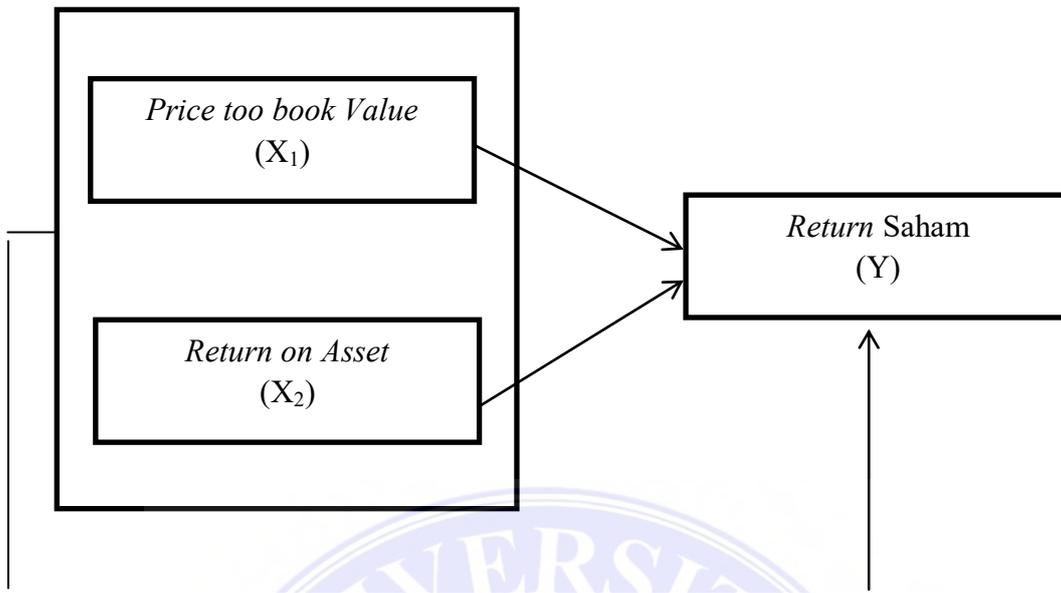 Price too book Value
(X₁)
Return Saham
(Y)
Return on Asset
(X₂)